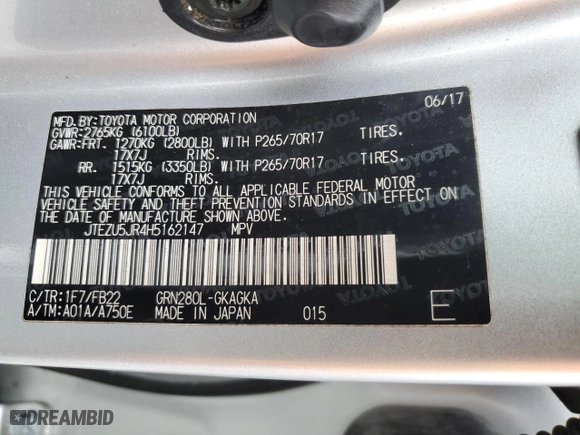 06/17
MFD.BY:TOYOTA MOTOR CORPORATION
GVWR:2765KG (6100LB)
GAWR:FRT. 1270KG (2800LB) WITH P265/70R17 TIRES.
17X7J RIMS.
RR. 1515KG (3350LB) WITH P265/70R17 TIRES.
17X7J RIMS.
THIS VEHICLE CONFORMS TO ALL APPLICABLE FEDERAL MOTOR
VEHICLE SAFETY AND THEFT PREVENTION STANDARDS IN EFFECT ON
THE DATE OF MANUFACTURE SHOWN ABOVE.
JTEZU5JR4H5162147 MPV
C/TR:1F7/FB22 GRN280L-GKAGKA
A/TM:A01A/A750E MADE IN JAPAN 015 E
DREAMBID